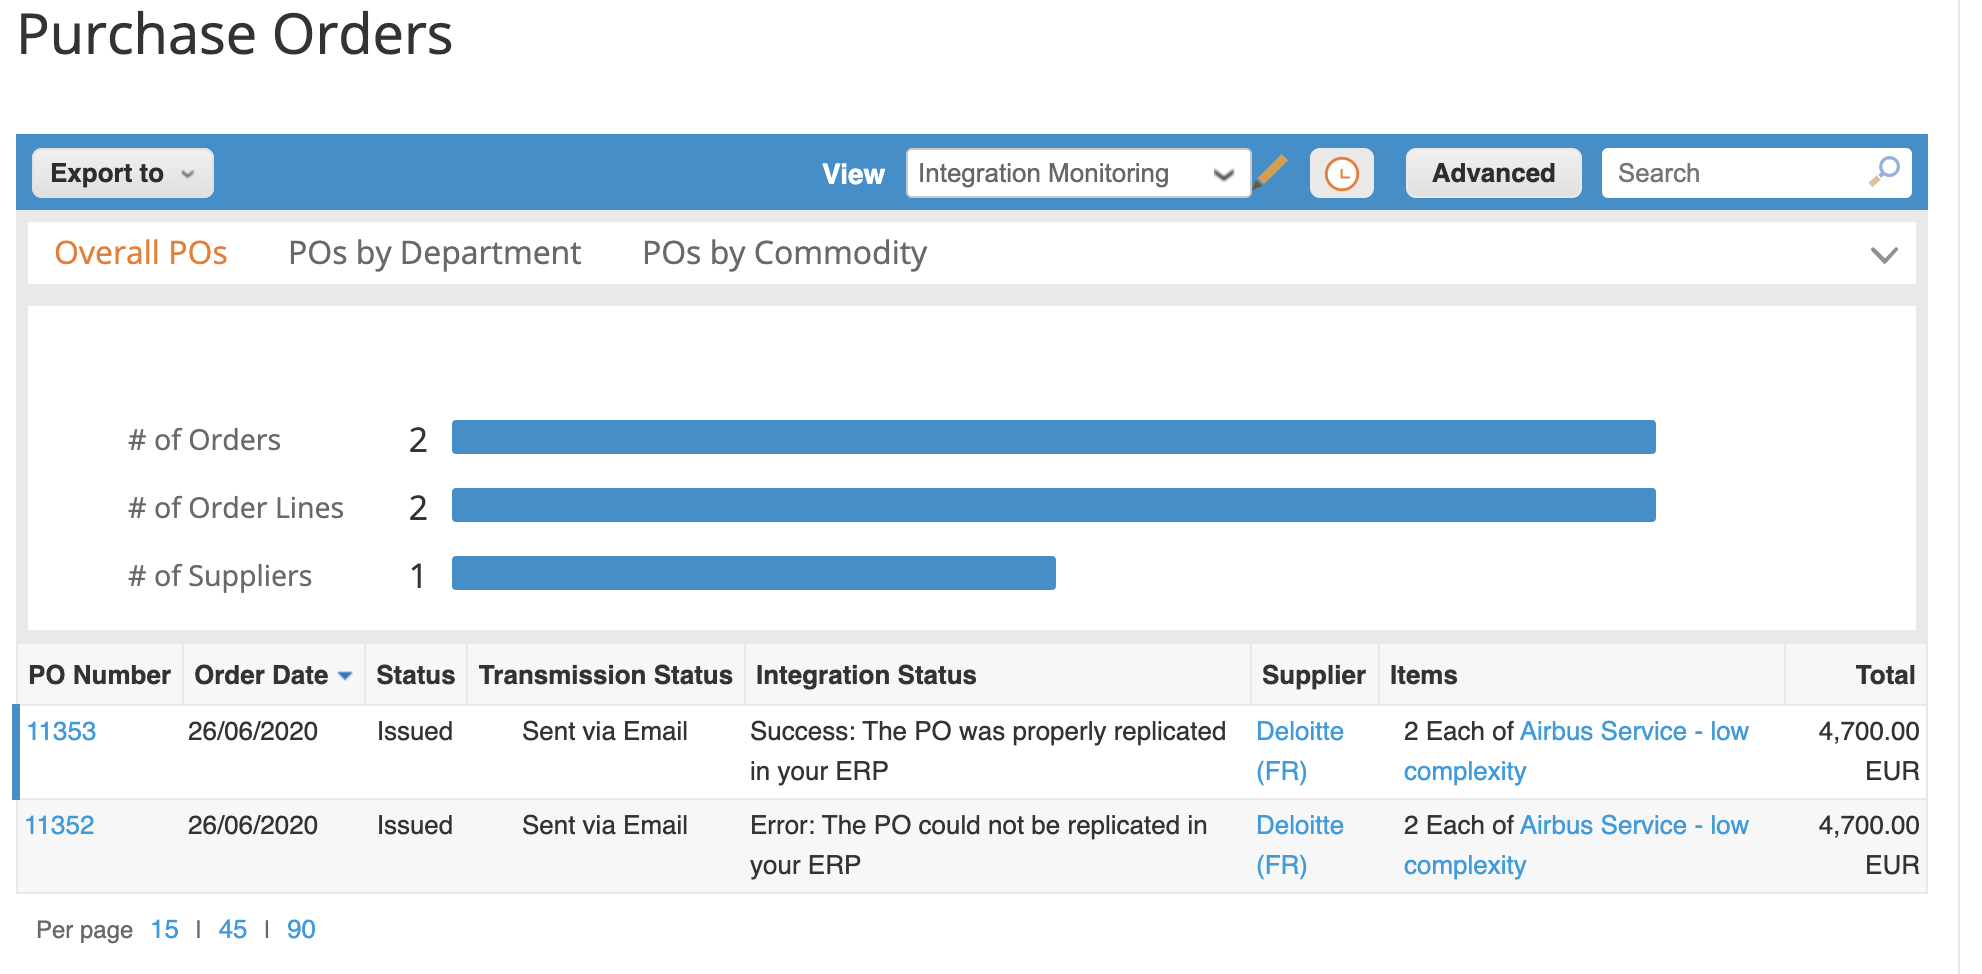 Purchase Orders
Export to
View Integration Monitoring Advanced Search
Overall POs POs by Department POs by Commodity
# of Orders 2
# of Order Lines 2
# of Suppliers 1
PO Number Order Date Status Transmission Status Integration Status Supplier Items Total
11353 26/06/2020 Issued Sent via Email Success: The PO was properly replicated Deloitte 2 Each of Airbus Service - low 4,700.00
in your ERP (FR) complexity EUR
11352 26/06/2020 Issued Sent via Email Error: The PO could not be replicated in Deloitte 2 Each of Airbus Service - low 4,700.00
your ERP (FR) complexity EUR
Per page 15 | 45 | 90